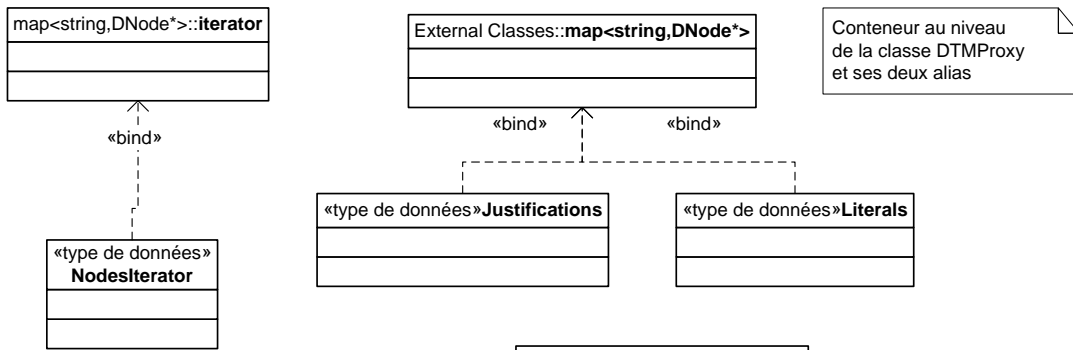 map<string,DNode*>::iterator
External Classes::map<string,DNode*>
Conteneur au niveau
de la classe DTMProxy
et ses deux alias
«bind»
«bind»
«bind»
«type de données»Justifications
«type de données»Literals
«type de données»
NodesIterator